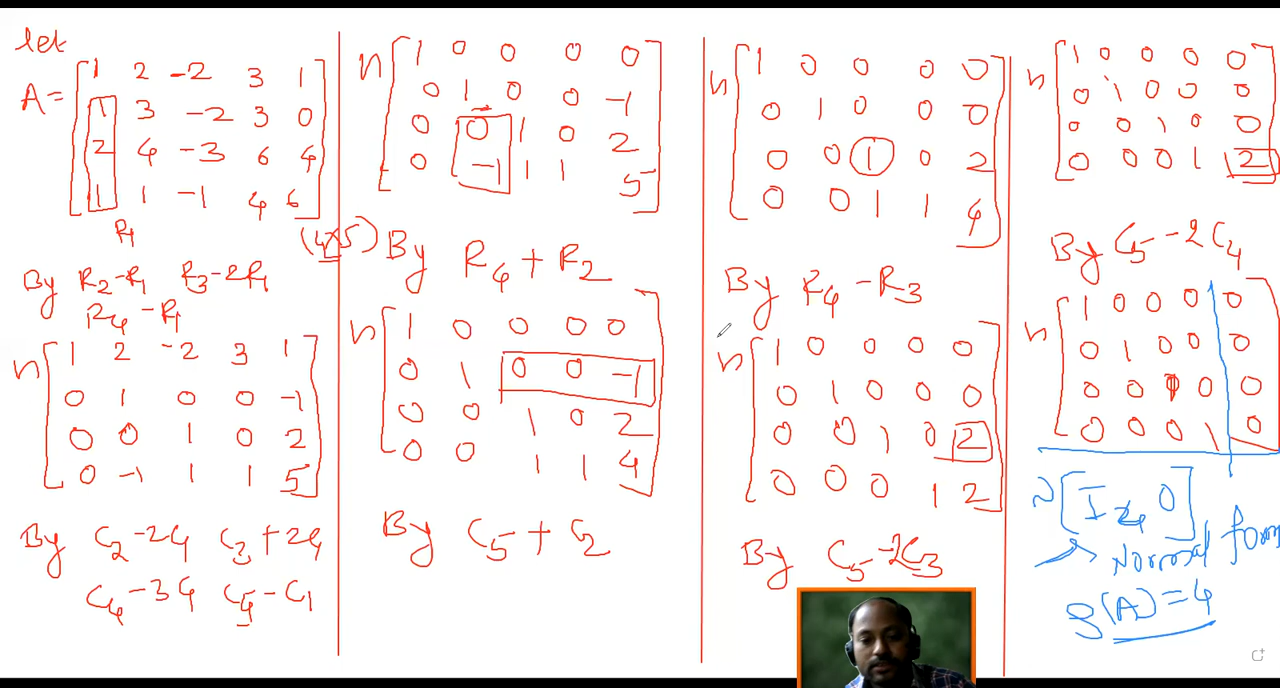 let
A = [1 2 -2 3 1
1 3 -2 3 0
2 4 -3 6 4
1 1 -1 4 6]
R1
(4x5)
By R2-R1 R3-2R1
R4-R1
~ [1 2 -2 3 1
0 1 0 0 -1
0 0 1 0 2
0 -1 1 1 5]
By C2-2C1 C3+2C1
C4-3C1 C5-C1
~ [1 0 0 0 0
0 1 0 0 -1
0 0 1 0 2
0 -1 1 1 5]
By R4+R2
~ [1 0 0 0 0
0 1 0 0 -1
0 0 1 0 2
0 0 1 1 4]
By C5+C2
~ [1 0 0 0 0
0 1 0 0 0
0 0 1 0 2
0 0 1 1 4]
By R4-R3
~ [1 0 0 0 0
0 1 0 0 0
0 0 1 0 2
0 0 0 1 2]
By C5-2C3
~ [1 0 0 0 0
0 1 0 0 0
0 0 1 0 0
0 0 0 1 2]
By C5-2C4
~ [1 0 0 0 0
0 1 0 0 0
0 0 1 0 0
0 0 0 1 0]
~ [I4 0]
→ Normal form
ρ(A)=4